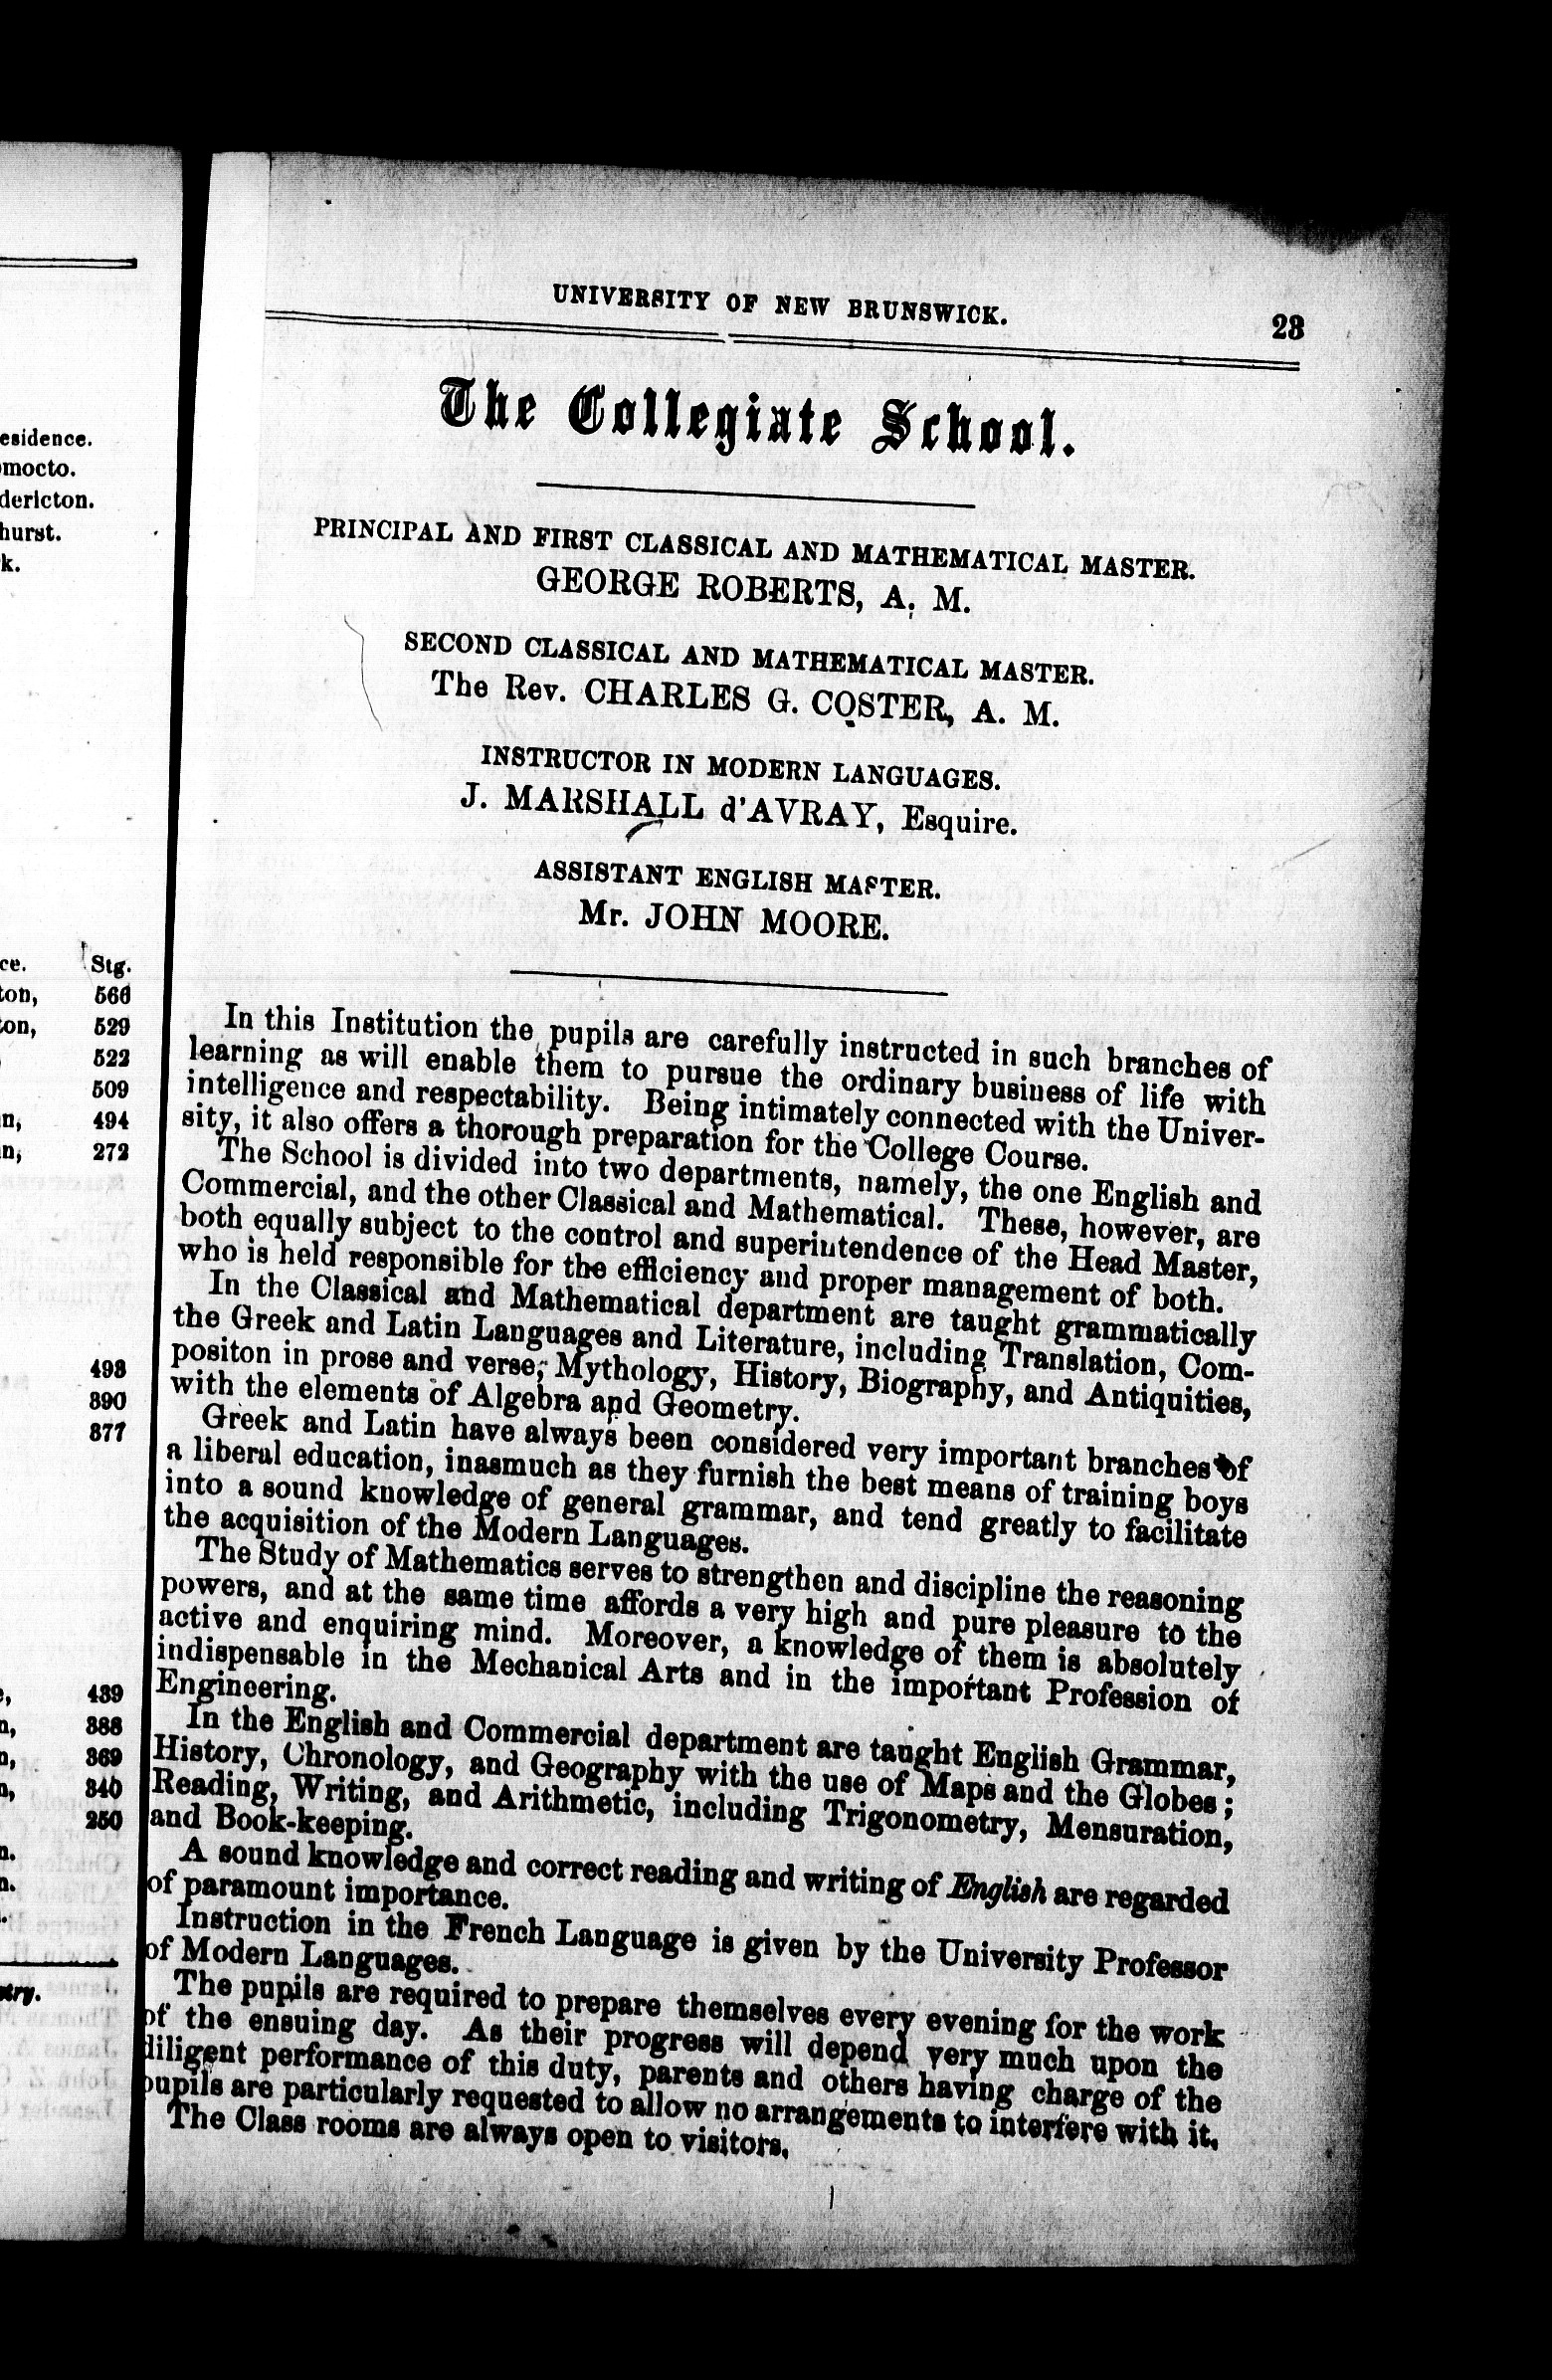 esidence.
mocto.
dericton.
hurst.
k.
ce. Stg.
ton, 560
ton, 529
522
509
n, 494
n, 272
493
390
377
439
n, 388
n, 369
n, 340
250
n.
n.
UNIVERSITY OF NEW BRUNSWICK. 23
The Collegiate School.
PRINCIPAL AND FIRST CLASSICAL AND MATHEMATICAL MASTER.
GEORGE ROBERTS, A. M.
SECOND CLASSICAL AND MATHEMATICAL MASTER.
The Rev. CHARLES G. COSTER, A. M.
INSTRUCTOR IN MODERN LANGUAGES.
J. MARSHALL d'AVRAY, Esquire.
ASSISTANT ENGLISH MASTER.
Mr. JOHN MOORE.
In this Institution the pupils are carefully instructed in such branches of
learning as will enable them to pursue the ordinary business of life with
intelligence and respectability. Being intimately connected with the Univer-
sity, it also offers a thorough preparation for the College Course.
The School is divided into two departments, namely, the one English and
Commercial, and the other Classical and Mathematical. These, however, are
both equally subject to the control and superintendence of the Head Master,
who is held responsible for the efficiency and proper management of both.
In the Classical and Mathematical department are taught grammatically
the Greek and Latin Languages and Literature, including Translation, Com-
positon in prose and verse; Mythology, History, Biography, and Antiquities,
with the elements of Algebra and Geometry.
Greek and Latin have always been considered very important branches of
a liberal education, inasmuch as they furnish the best means of training boys
into a sound knowledge of general grammar, and tend greatly to facilitate
the acquisition of the Modern Languages.
The Study of Mathematics serves to strengthen and discipline the reasoning
powers, and at the same time affords a very high and pure pleasure to the
active and enquiring mind. Moreover, a knowledge of them is absolutely
indispensable in the Mechanical Arts and in the important Profession of
Engineering.
In the English and Commercial department are taught English Grammar,
History, Chronology, and Geography with the use of Maps and the Globes;
Reading, Writing, and Arithmetic, including Trigonometry, Mensuration,
and Book-keeping.
A sound knowledge and correct reading and writing of English are regarded
of paramount importance.
Instruction in the French Language is given by the University Professor
of Modern Languages.
The pupils are required to prepare themselves every evening for the work
of the ensuing day. As their progress will depend very much upon the
diligent performance of this duty, parents and others having charge of the
pupils are particularly requested to allow no arrangements to interfere with it.
The Class rooms are always open to visitors.